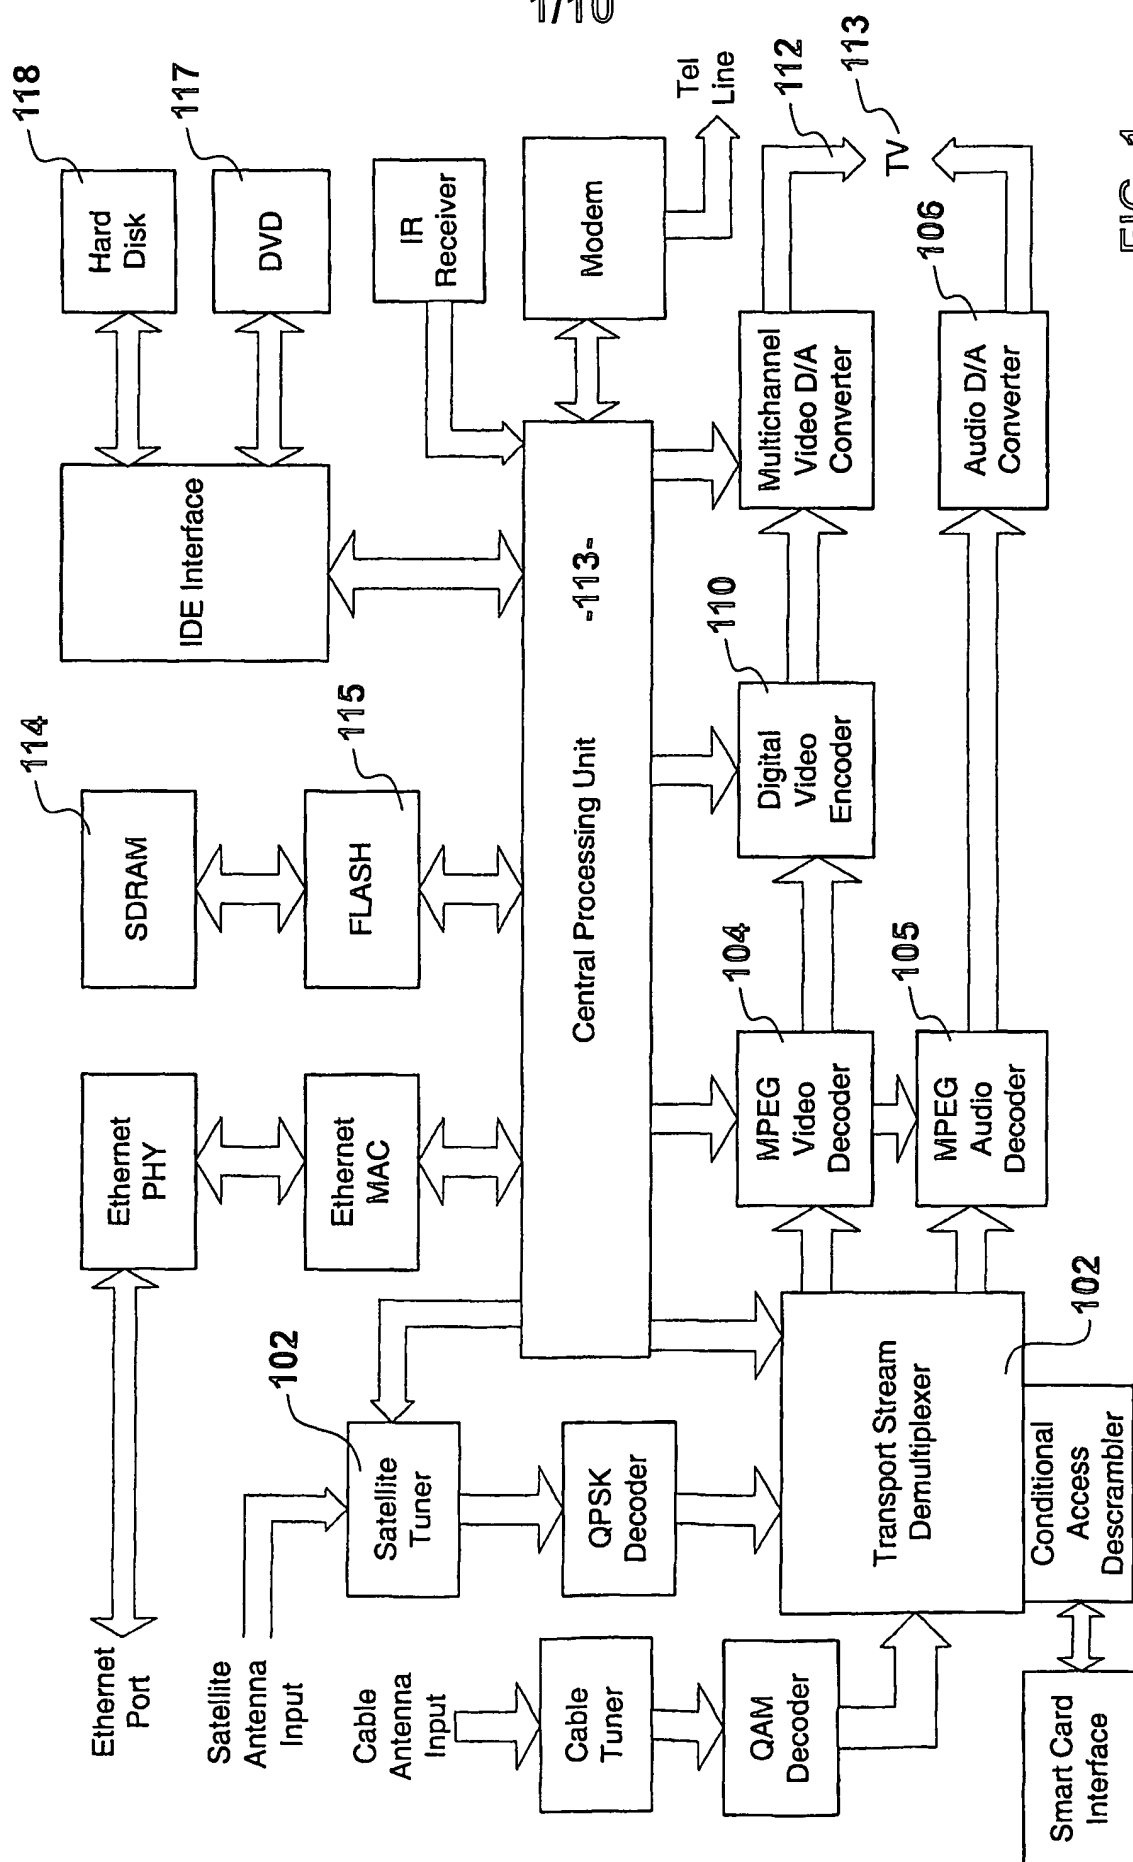 1/10
Ethernet
Port
Ethernet
PHY
SDRAM
114
Hard
Disk
118
DVD
117
IDE Interface
Ethernet
MAC
FLASH
115
IR
Receiver
Satellite
Antenna
Input
Satellite
Tuner
102
QPSK
Decoder
Cable
Antenna
Input
Cable
Tuner
QAM
Decoder
Central Processing Unit
-113-
Modem
Tel
Line
Transport Stream
Demultiplexer
102
Conditional
Access
Descrambler
Smart Card
Interface
MPEG
Video
Decoder
104
MPEG
Audio
Decoder
105
Digital
Video
Encoder
110
Multichannel
Video D/A
Converter
112
TV
113
Audio D/A
Converter
106
FIG. 1